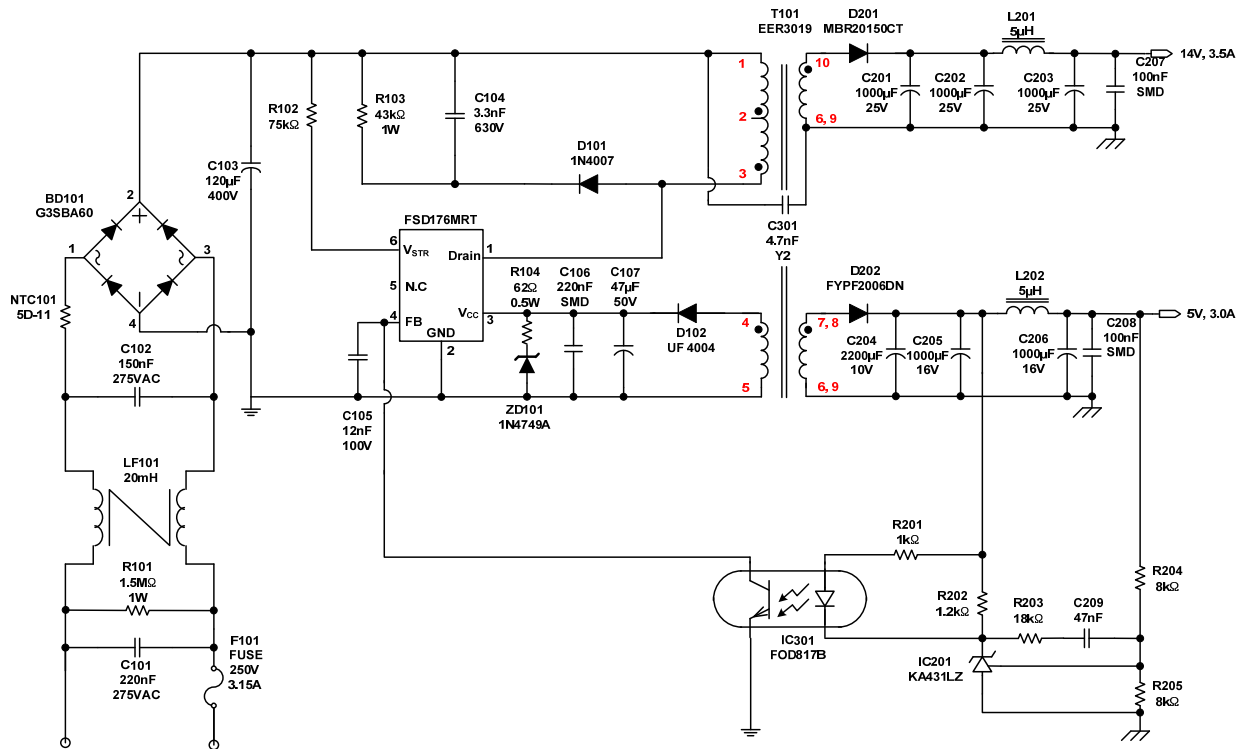 T101
EER3019
D201
MBR20150CT
L201
5μH
14V, 3.5A
1
2
3
10
6, 9
C201
1000μF
25V
C202
1000μF
25V
C203
1000μF
25V
C207
100nF
SMD
R102
75kΩ
R103
43kΩ
1W
C104
3.3nF
630V
D101
1N4007
C103
120μF
400V
BD101
G3SBA60
2
1
3
4
C301
4.7nF
Y2
FSD176MRT
6
VSTR
Drain
1
5
N.C
4
FB
VCC
3
GND
2
R104
62Ω
0.5W
C106
220nF
SMD
C107
47μF
50V
D102
UF 4004
4
5
7, 8
6, 9
D202
FYPF2006DN
L202
5μH
5V, 3.0A
C204
2200μF
10V
C205
1000μF
16V
C206
1000μF
16V
C208
100nF
SMD
NTC101
5D-11
C102
150nF
275VAC
C105
12nF
100V
ZD101
1N4749A
LF101
20mH
R101
1.5MΩ
1W
C101
220nF
275VAC
F101
FUSE
250V
3.15A
R201
1kΩ
R202
1.2kΩ
R203
18kΩ
C209
47nF
R204
8kΩ
IC301
FOD817B
IC201
KA431LZ
R205
8kΩ